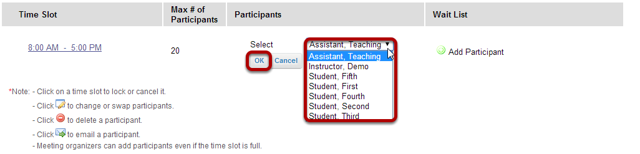 Time Slot
Max # of Participants
Participants
Wait List
8:00 AM - 5:00 PM
20
Select
Assistant, Teaching
Add Participant
OK
Cancel
Assistant, Teaching
Instructor, Demo
Student, Fifth
Student, First
Student, Fourth
Student, Second
Student, Third
*Note: - Click on a time slot to lock or cancel it.
- Click to change or swap participants.
- Click to delete a participant.
- Click to email a participant.
- Meeting organizers can add participants even if the time slot is full.